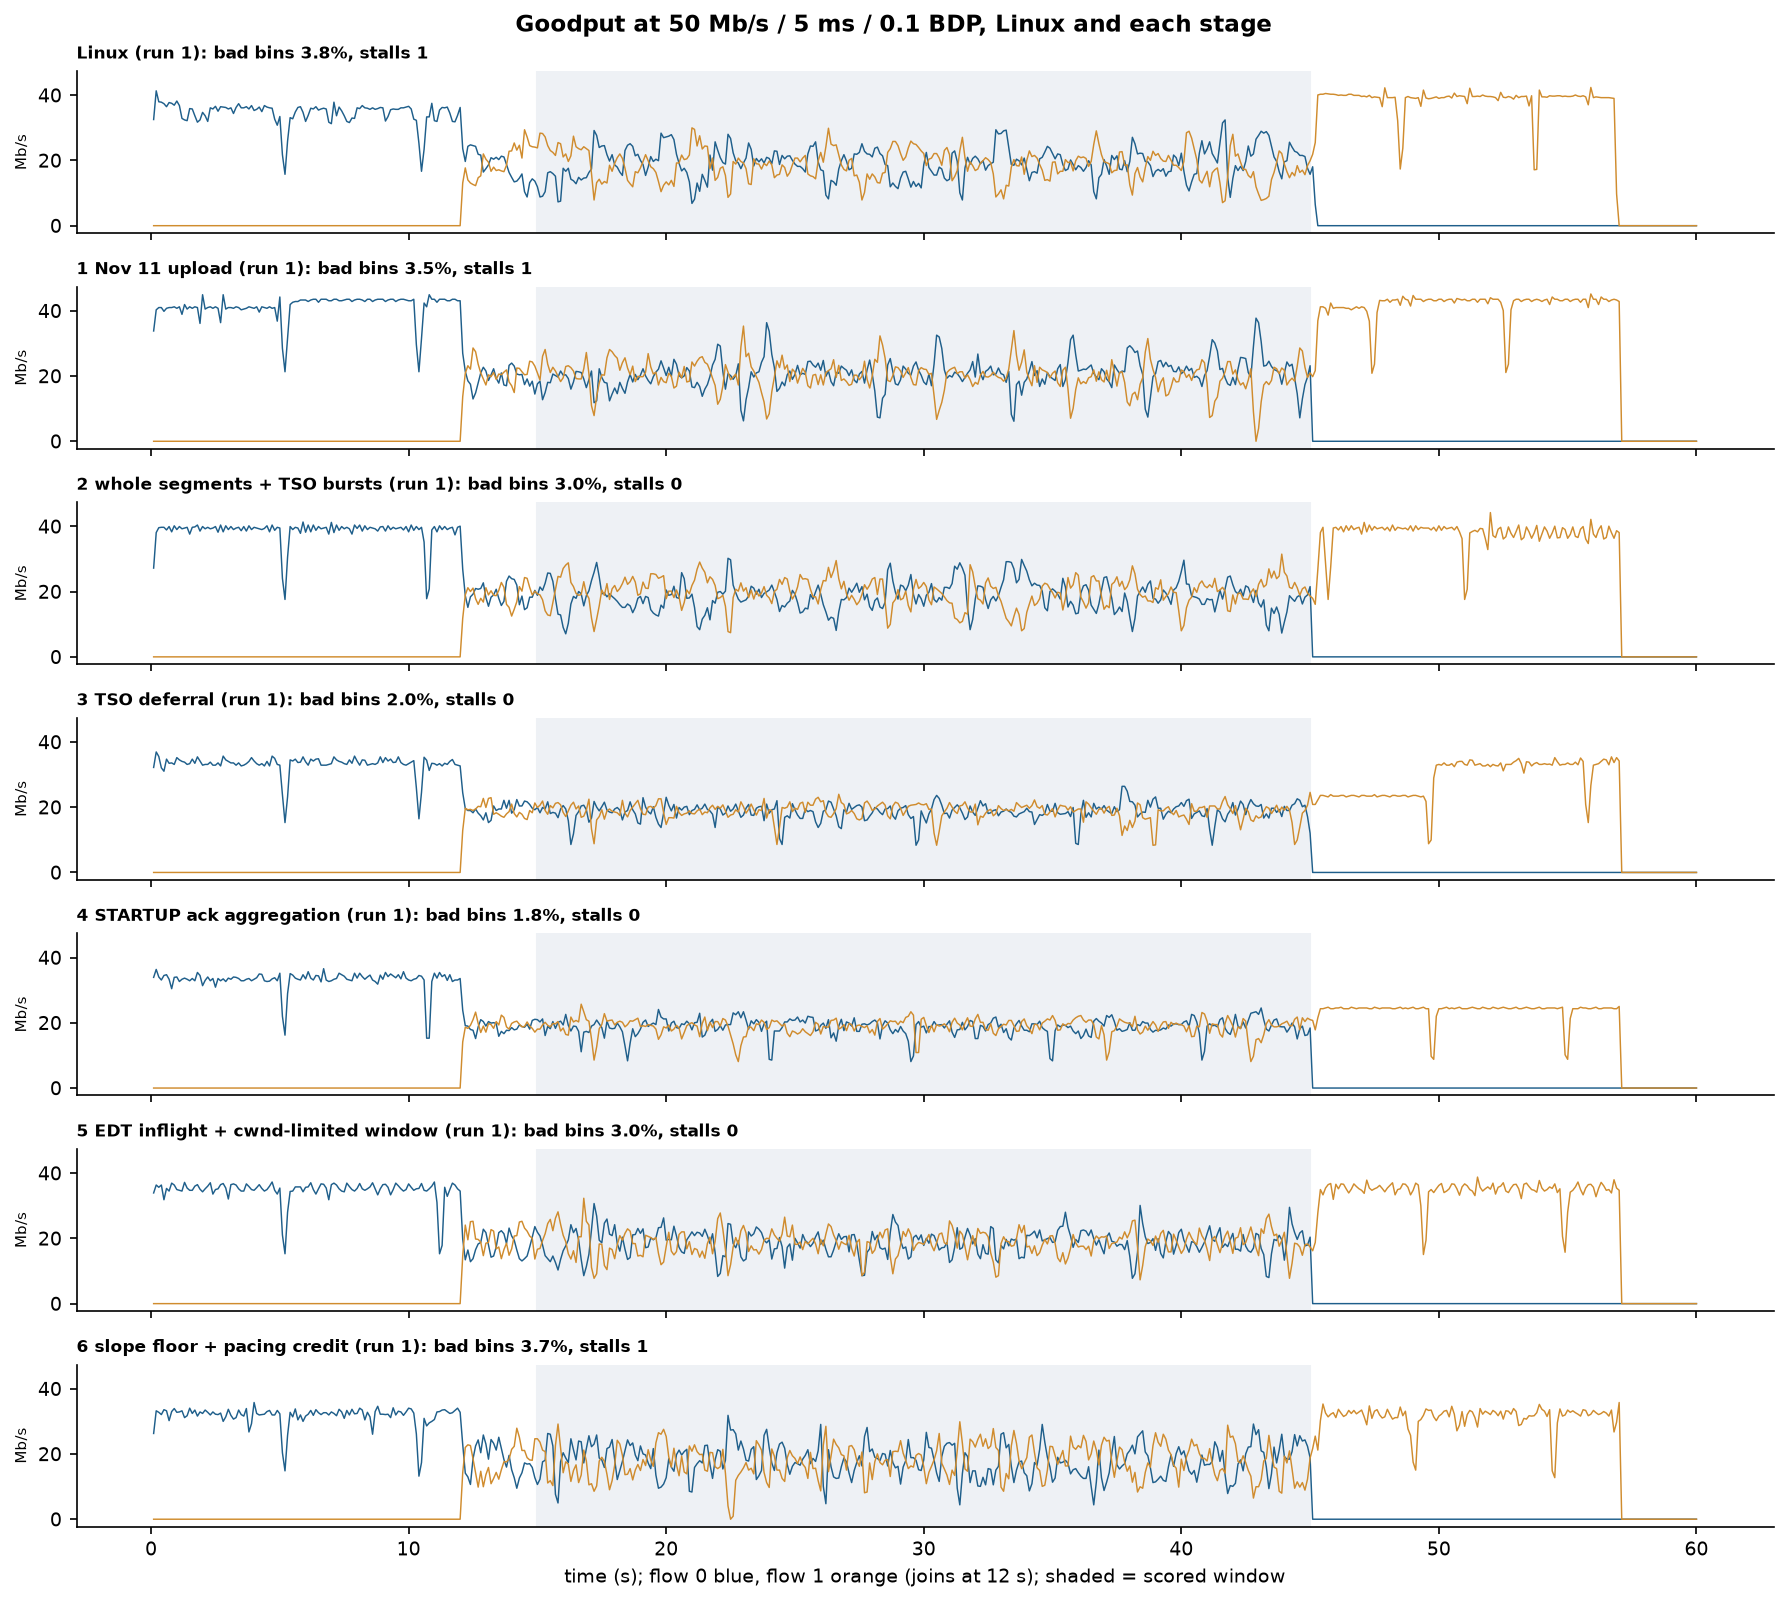 Goodput at 50 Mb/s / 5 ms / 0.1 BDP, Linux and each stage
Linux (run 1): bad bins 3.8%, stalls 1
40
20
0
Mb/s
1 Nov 11 upload (run 1): bad bins 3.5%, stalls 1
40
20
0
Mb/s
2 whole segments + TSO bursts (run 1): bad bins 3.0%, stalls 0
40
20
0
Mb/s
3 TSO deferral (run 1): bad bins 2.0%, stalls 0
40
20
0
Mb/s
4 STARTUP ack aggregation (run 1): bad bins 1.8%, stalls 0
40
20
0
Mb/s
5 EDT inflight + cwnd-limited window (run 1): bad bins 3.0%, stalls 0
40
20
0
Mb/s
6 slope floor + pacing credit (run 1): bad bins 3.7%, stalls 1
40
20
0
Mb/s
0 10 20 30 40 50 60
time (s); flow 0 blue, flow 1 orange (joins at 12 s); shaded = scored window